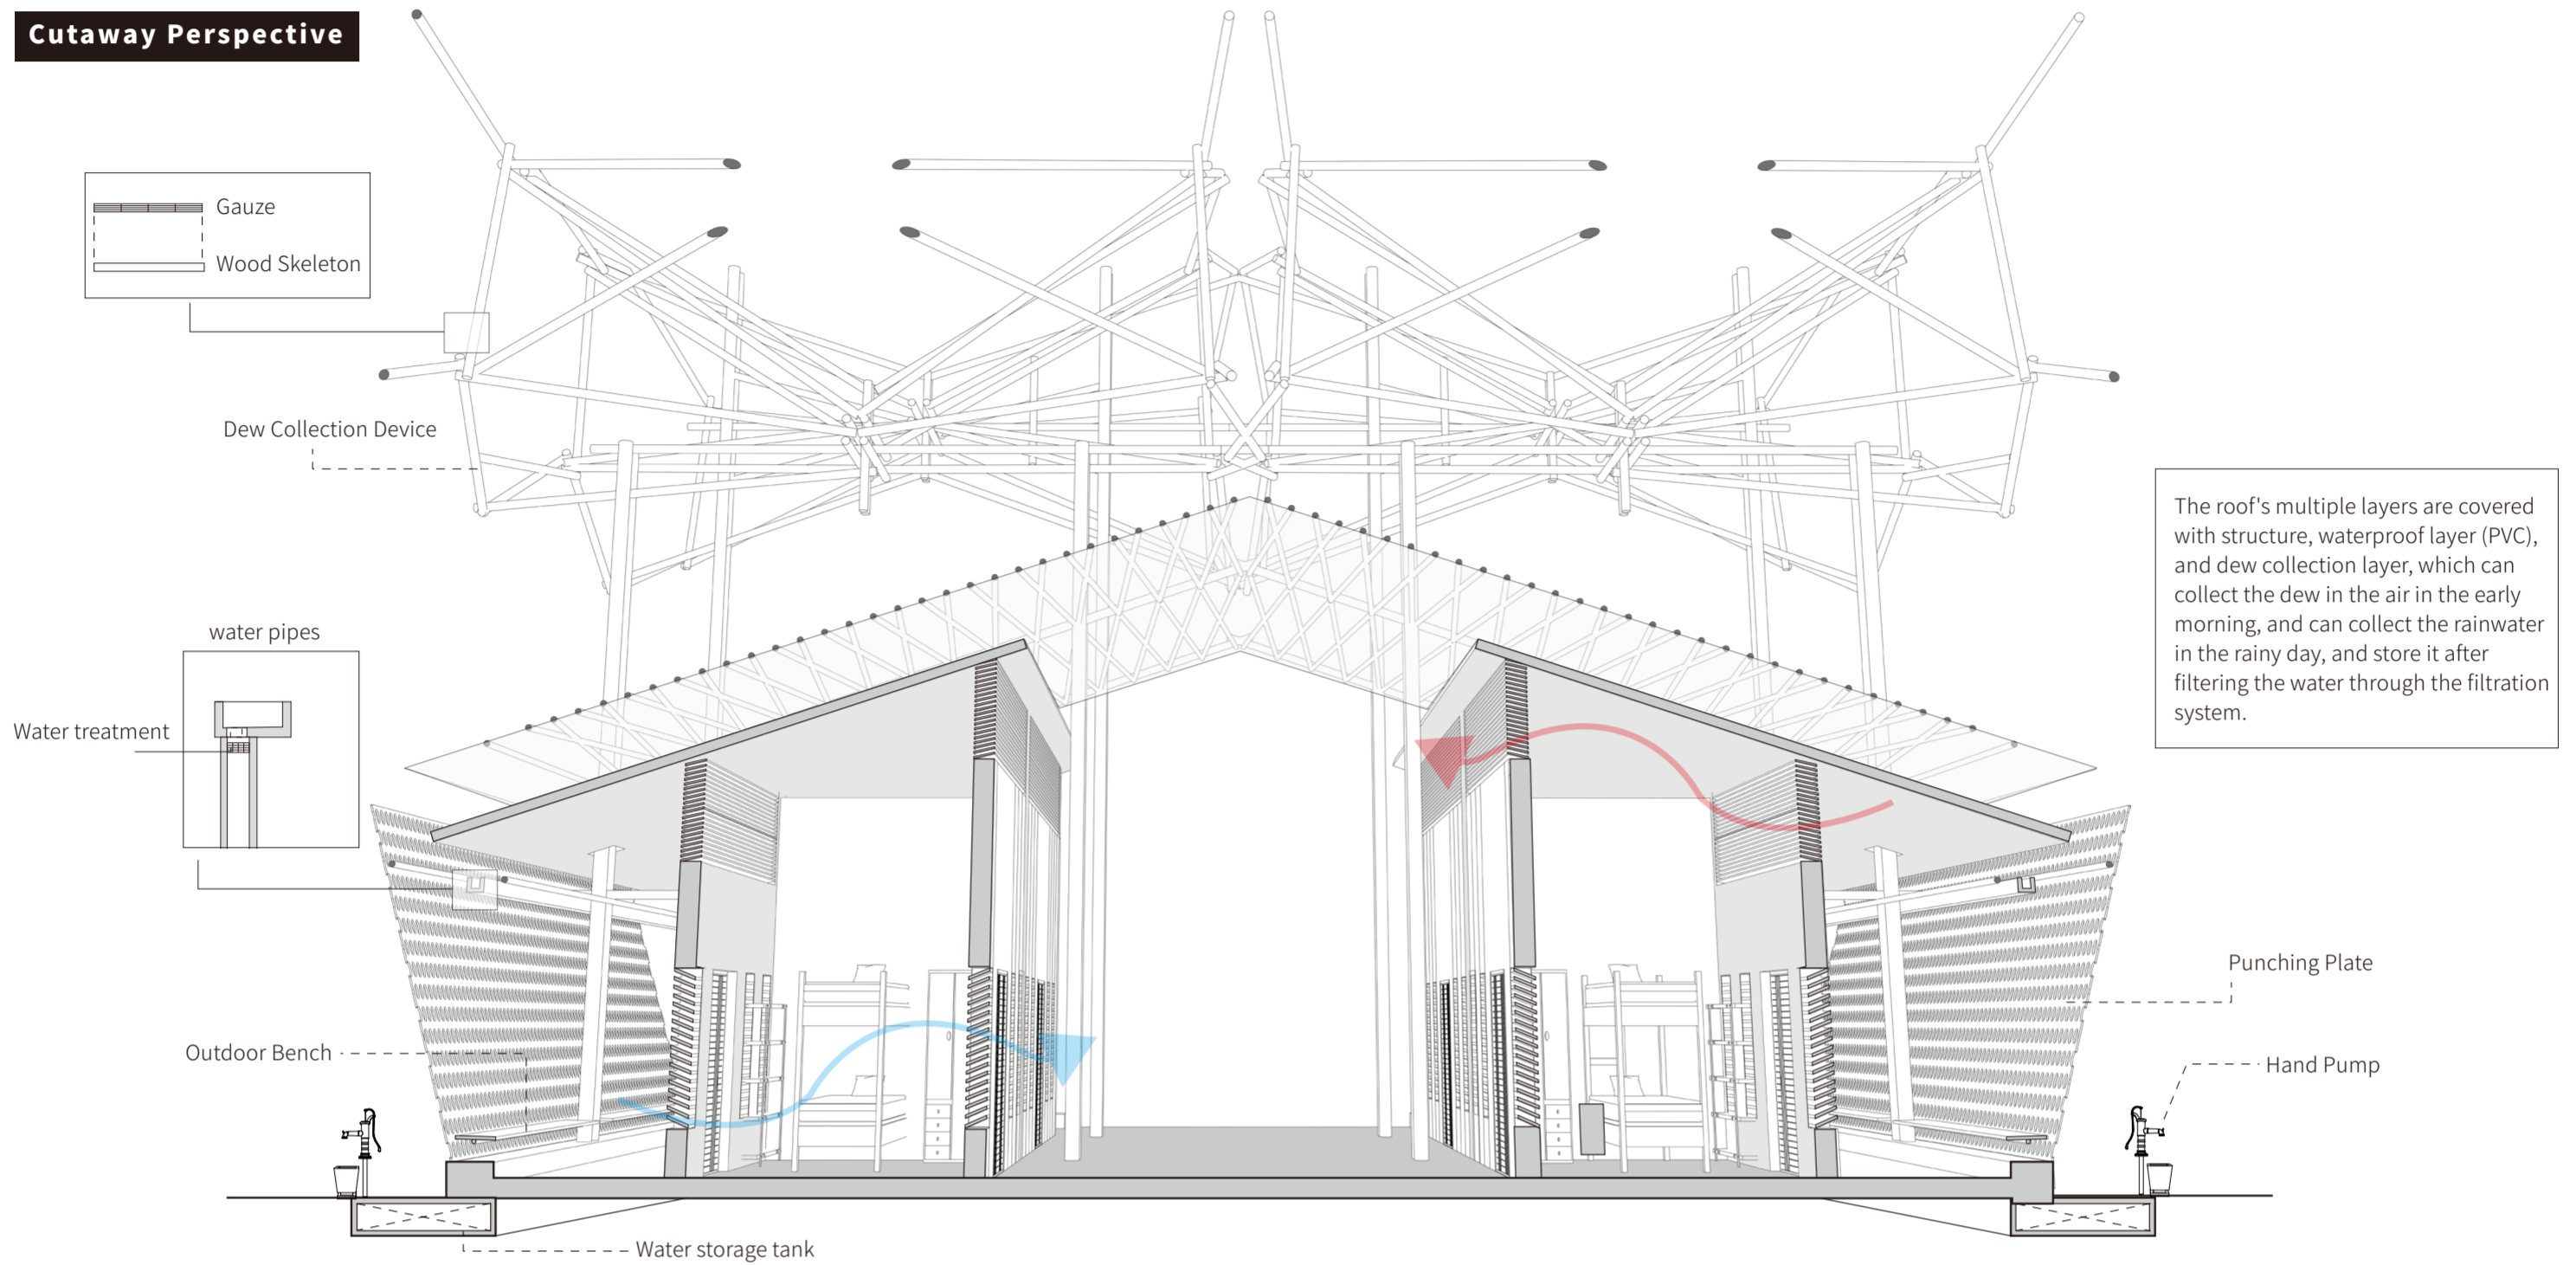 Cutaway Perspective
Gauze
Wood Skeleton
Dew Collection Device
The roof's multiple layers are covered
with structure, waterproof layer (PVC),
and dew collection layer, which can
collect the dew in the air in the early
morning, and can collect the rainwater
in the rainy day, and store it after
filtering the water through the filtration
system.
water pipes
Water treatment
Punching Plate
Outdoor Bench
Hand Pump
Water storage tank